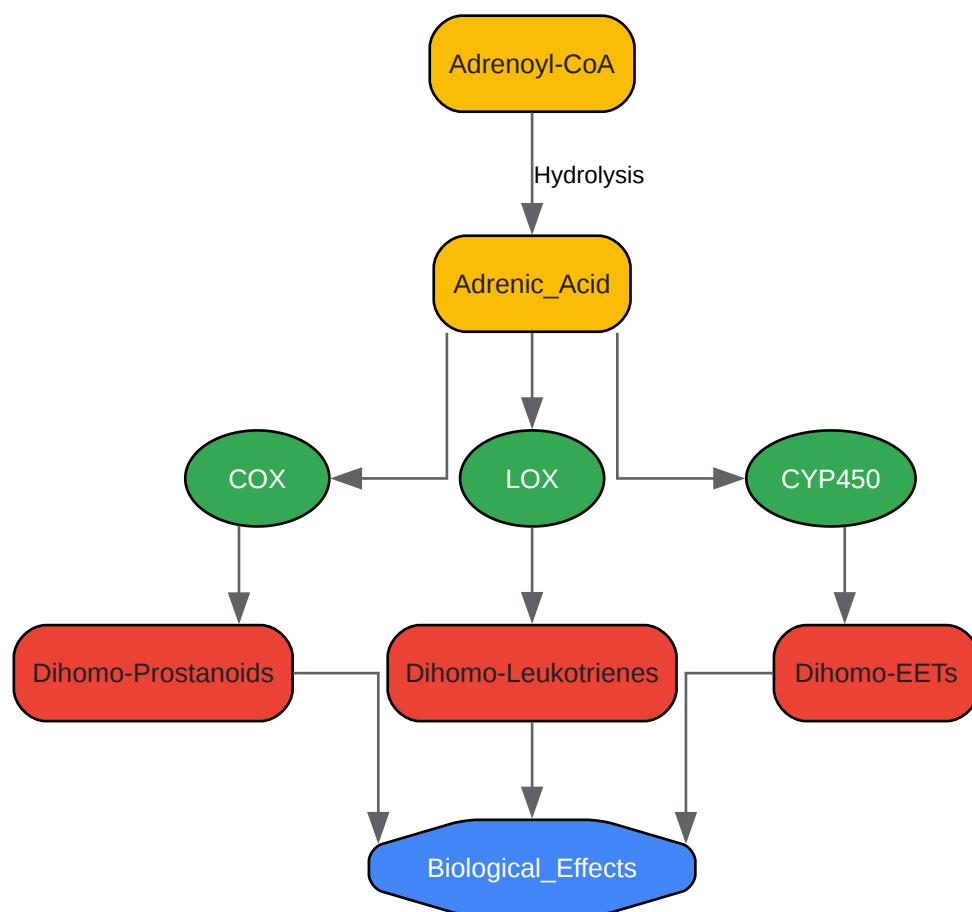 Adrenoyl-CoA
Hydrolysis
Adrenic_Acid
COX
LOX
CYP450
Dihomo-Prostanoids
Dihomo-Leukotrienes
Dihomo-EETs
Biological_Effects